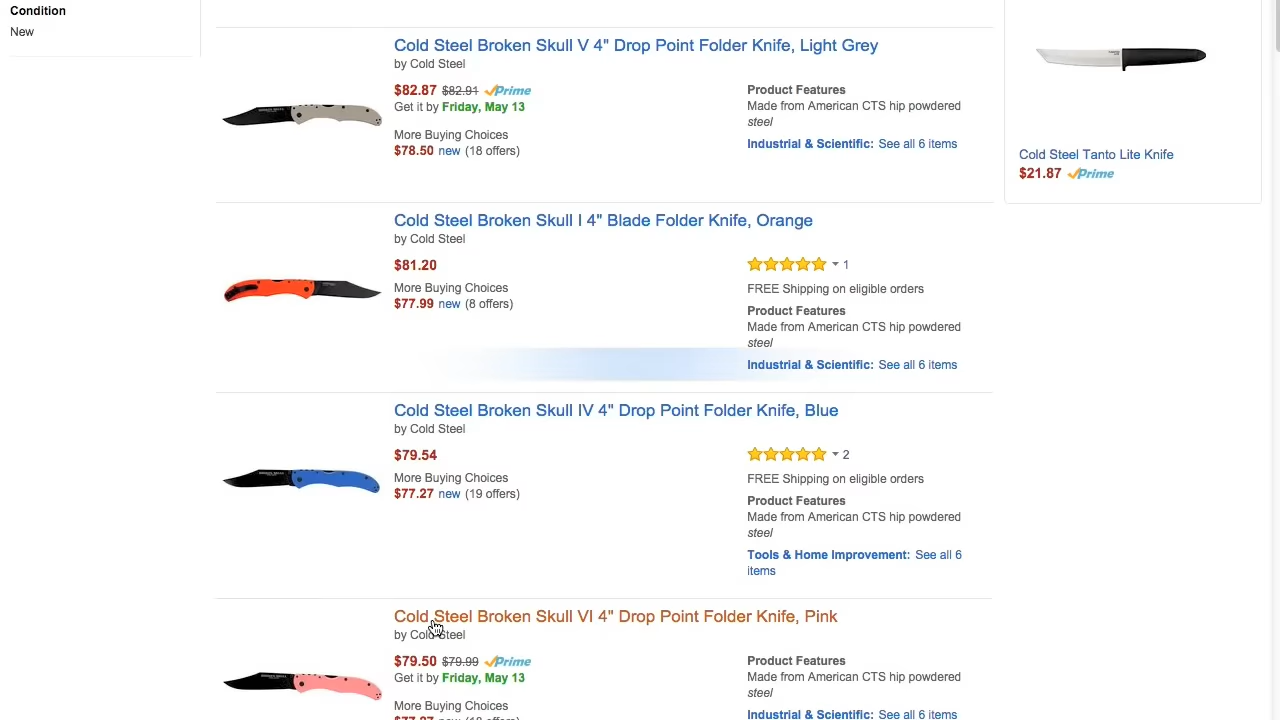 Condition
New
Cold Steel Broken Skull V 4" Drop Point Folder Knife, Light Grey
by Cold Steel
$82.87 $82.91 Prime
Get it by Friday, May 13
More Buying Choices
$78.50 new (18 offers)
Product Features
Made from American CTS hip powdered
steel
Industrial & Scientific: See all 6 items
Cold Steel Tanto Lite Knife
$21.87 Prime
Cold Steel Broken Skull I 4" Blade Folder Knife, Orange
by Cold Steel
$81.20
More Buying Choices
$77.99 new (8 offers)
1
FREE Shipping on eligible orders
Product Features
Made from American CTS hip powdered
steel
Industrial & Scientific: See all 6 items
Cold Steel Broken Skull IV 4" Drop Point Folder Knife, Blue
by Cold Steel
$79.54
More Buying Choices
$77.27 new (19 offers)
2
FREE Shipping on eligible orders
Product Features
Made from American CTS hip powdered
steel
Tools & Home Improvement: See all 6
items
Cold Steel Broken Skull VI 4" Drop Point Folder Knife, Pink
by Cold Steel
$79.50 $79.99 Prime
Get it by Friday, May 13
More Buying Choices
$77.27 new (18 offers)
Product Features
Made from American CTS hip powdered
steel
Industrial & Scientific: See all 6 items